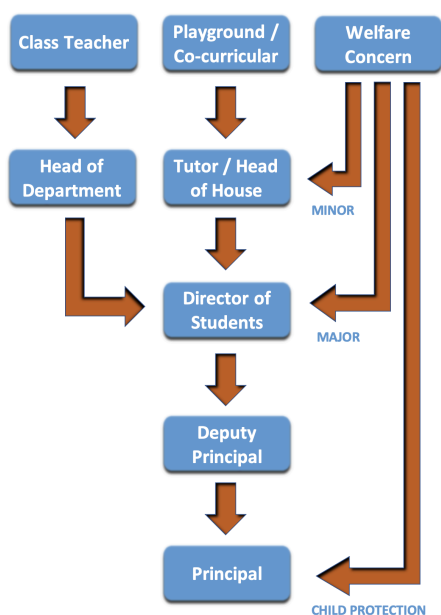 Class Teacher
Playground /
Co-curricular
Welfare
Concern
Head of
Department
Tutor / Head
of House
MINOR
Director of
Students
MAJOR
Deputy
Principal
Principal
CHILD PROTECTION